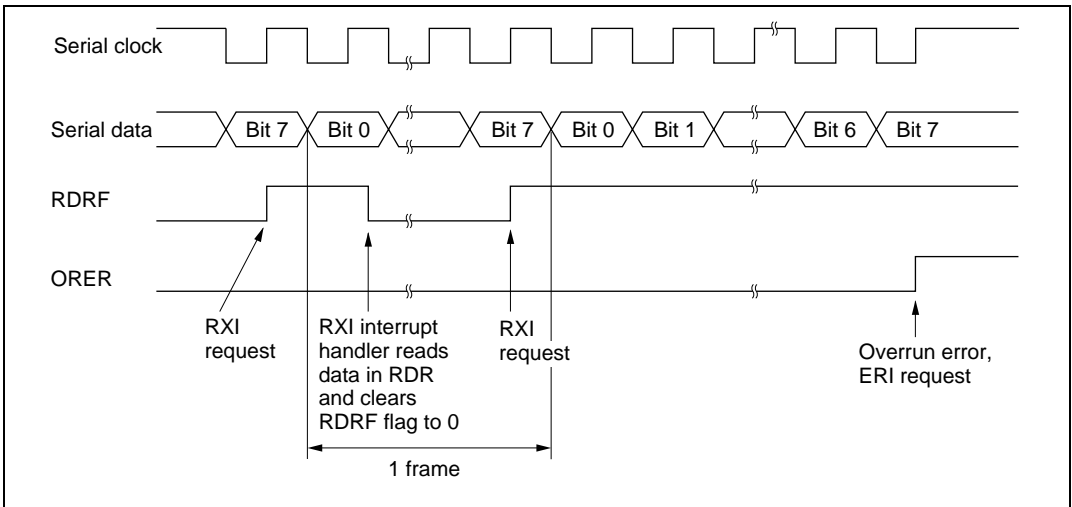 Serial clock
Serial data
Bit 7
Bit 0
Bit 7
Bit 0
Bit 1
Bit 6
Bit 7
RDRF
ORER
RXI
request
RXI interrupt
handler reads
data in RDR
and clears
RDRF flag to 0
RXI
request
Overrun error,
ERI request
1 frame